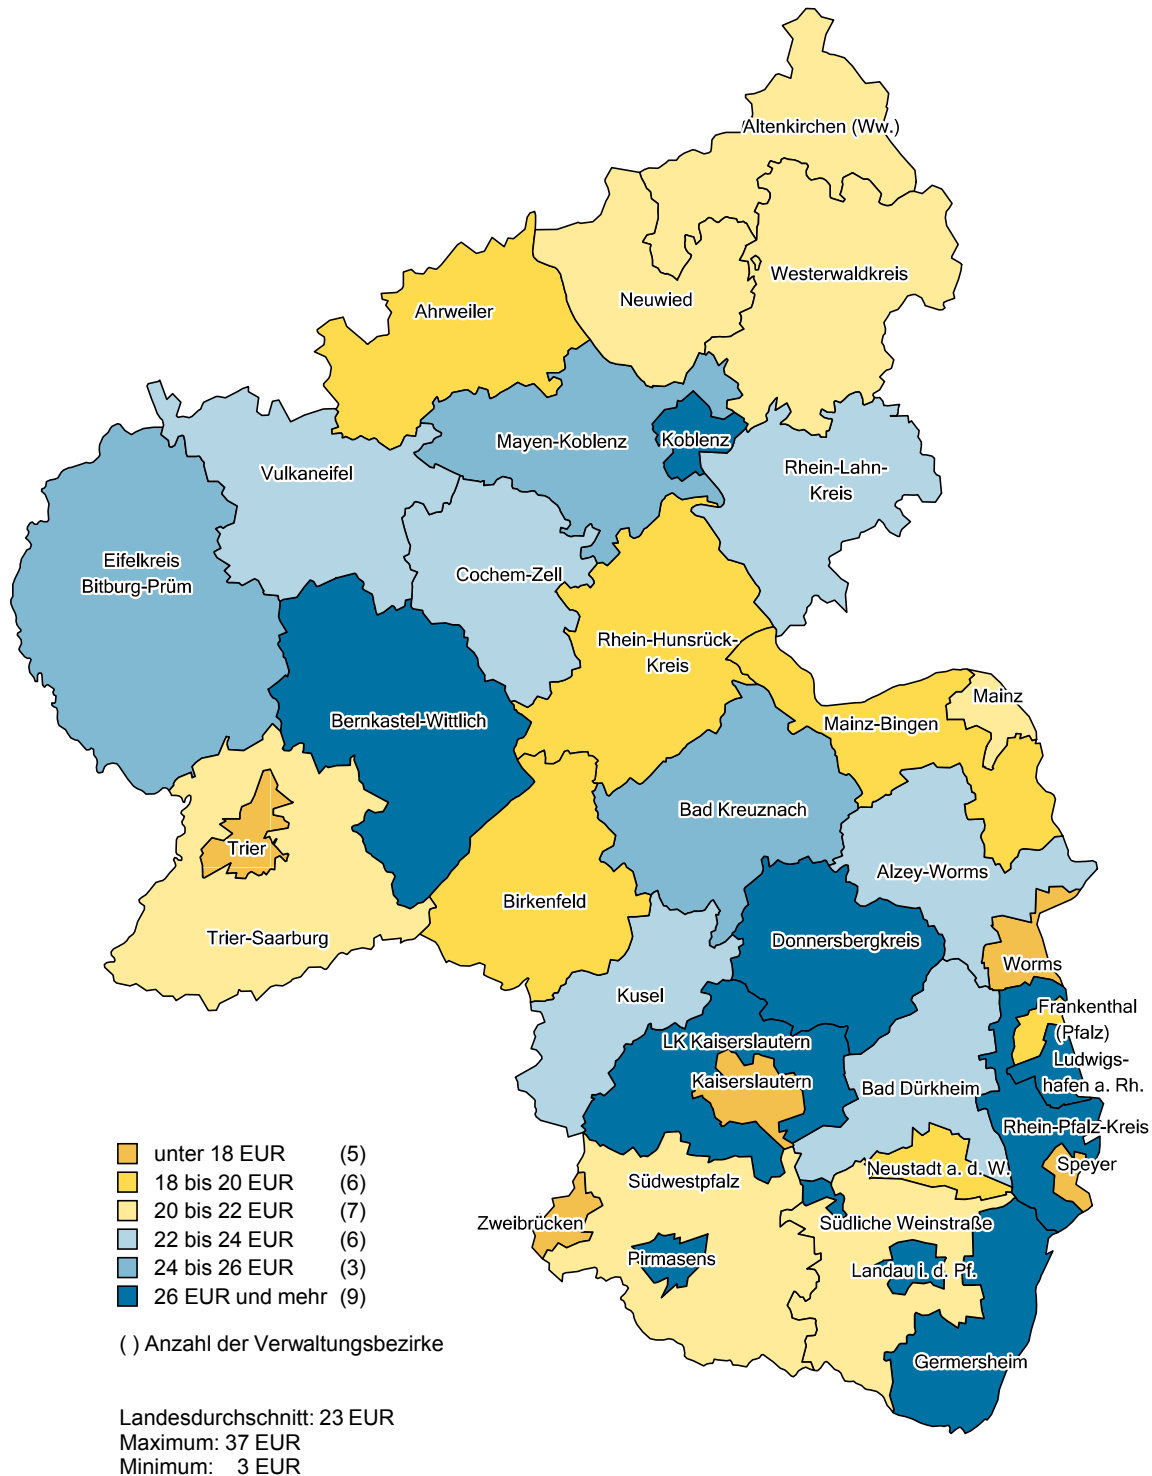 Altenkirchen (Ww.)
Westerwaldkreis
Neuwied
Ahrweiler
Mayen-Koblenz
Koblenz
Rhein-Lahn-
Kreis
Vulkaneifel
Eifelkreis
Bitburg-Prüm
Cochem-Zell
Rhein-Hunsrück-
Kreis
Mainz
Bernkastel-Wittlich
Mainz-Bingen
Bad Kreuznach
Trier
Alzey-Worms
Birkenfeld
Trier-Saarburg
Donnersbergkreis
Worms
Kusel
Frankenthal
(Pfalz)
LK Kaiserslautern
Ludwigs-
hafen a. Rh.
Kaiserslautern
Bad Dürkheim
Rhein-Pfalz-Kreis
Speyer
Neustadt a. d. W.
Südwestpfalz
Zweibrücken
Südliche Weinstraße
Pirmasens
Landau i. d. Pf.
Germersheim
unter 18 EUR (5)
18 bis 20 EUR (6)
20 bis 22 EUR (7)
22 bis 24 EUR (6)
24 bis 26 EUR (3)
26 EUR und mehr (9)
( ) Anzahl der Verwaltungsbezirke
Landesdurchschnitt: 23 EUR
Maximum: 37 EUR
Minimum: 3 EUR